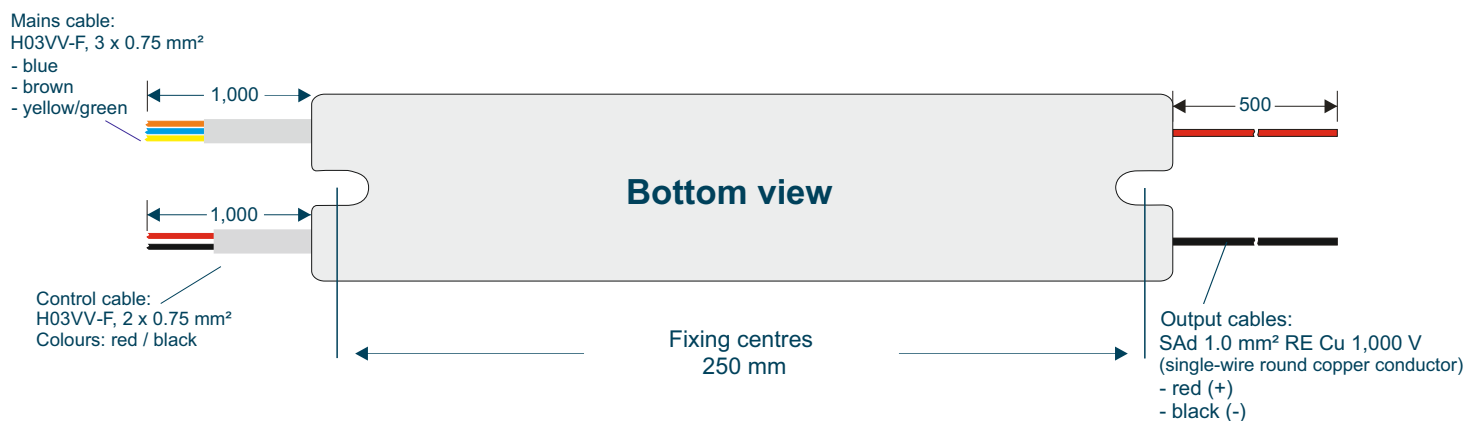 Mains cable:
H03VV-F, 3 x 0.75 mm²
- blue
- brown
- yellow/green
1,000
500
Bottom view
1,000
Control cable:
H03VV-F, 2 x 0.75 mm²
Colours: red / black
Fixing centres
250 mm
Output cables:
SAd 1.0 mm² RE Cu 1,000 V
(single-wire round copper conductor)
- red (+)
- black (-)